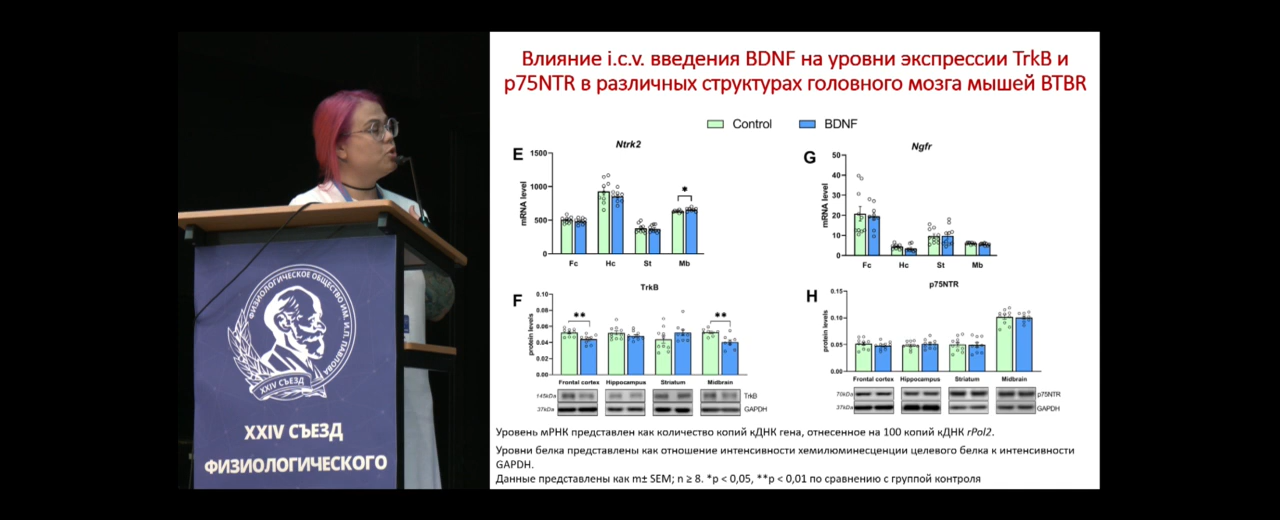 Влияние i.c.v. введения BDNF на уровни экспрессии TrkB и
p75NTR в различных структурах головного мозга мышей BTBR
Control BDNF
E
Ntrk2
mRNA level
1500
1000
500
0
*
Fc Hc St Mb
G
Ngfr
mRNA level
50
40
30
20
10
0
Fc Hc St Mb
F
TrkB
protein levels
0.10
0.08
0.06
0.04
0.02
0.00
** **
Frontal cortex Hippocampus Striatum Midbrain
145kDa TrkB
37kDa GAPDH
H
p75NTR
protein levels
0.15
0.10
0.05
0.00
Frontal cortex Hippocampus Striatum Midbrain
70kDa p75NTR
37kDa GAPDH
Уровень мРНК представлен как количество копий кДНК гена, отнесенное на 100 копий кДНК rPol2.
Уровни белка представлены как отношение интенсивности хемилюминесценции целевого белка к интенсивности
GAPDH.
Данные представлены как m± SEM; n ≥ 8. *p < 0,05, **p < 0,01 по сравнению с группой контроля
ФИЗИОЛОГИЧЕСКОЕ ОБЩЕСТВО ИМ. И.П. ПАВЛОВА
XXIV СЪЕЗД
XXIV СЪЕЗД
ФИЗИОЛОГИЧЕСКОГО